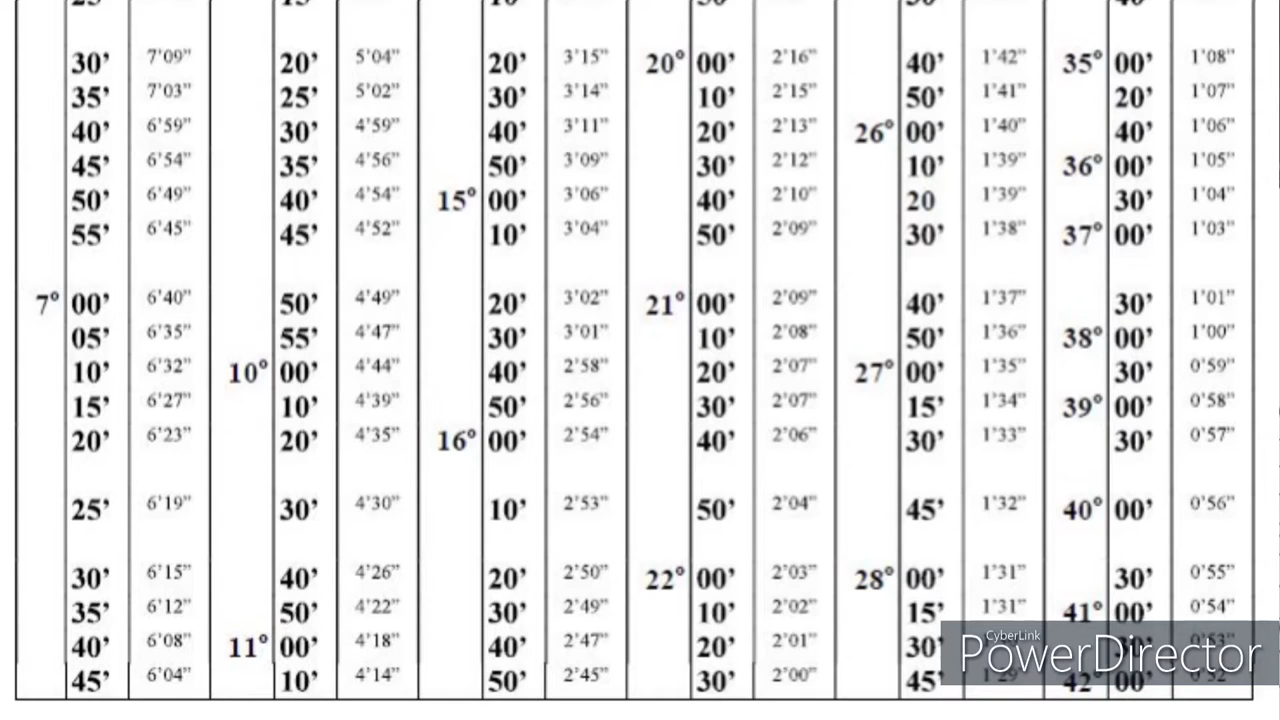 30' 7'09" 20' 5'04" 20' 3'15" 20° 00' 2'16" 40' 1'42" 35° 00' 1'08"
35' 7'03" 25' 5'02" 30' 3'14" 10' 2'15" 50' 1'41" 20' 1'07"
40' 6'59" 30' 4'59" 40' 3'11" 20' 2'13" 26° 00' 1'40" 40' 1'06"
45' 6'54" 35' 4'56" 50' 3'09" 30' 2'12" 10' 1'39" 36° 00' 1'05"
50' 6'49" 40' 4'54" 15° 00' 3'06" 40' 2'10" 20 1'39" 30' 1'04"
55' 6'45" 45' 4'52" 10' 3'04" 50' 2'09" 30' 1'38" 37° 00' 1'03"
7° 00' 6'40" 50' 4'49" 20' 3'02" 21° 00' 2'09" 40' 1'37" 30' 1'01"
05' 6'35" 55' 4'47" 30' 3'01" 10' 2'08" 50' 1'36" 38° 00' 1'00"
10' 6'32" 10° 00' 4'44" 40' 2'58" 20' 2'07" 27° 00' 1'35" 30' 0'59"
15' 6'27" 10' 4'39" 50' 2'56" 30' 2'07" 15' 1'34" 39° 00' 0'58"
20' 6'23" 20' 4'35" 16° 00' 2'54" 40' 2'06" 30' 1'33" 30' 0'57"
25' 6'19" 30' 4'30" 10' 2'53" 50' 2'04" 45' 1'32" 40° 00' 0'56"
30' 6'15" 40' 4'26" 20' 2'50" 22° 00' 2'03" 28° 00' 1'31" 30' 0'55"
35' 6'12" 50' 4'22" 30' 2'49" 10' 2'02" 15' 1'31" 41° 00' 0'54"
40' 6'08" 11° 00' 4'18" 40' 2'47" 20' 2'01" 30' 30' 0'53"
45' 6'04" 10' 4'14" 50' 2'45" 30' 2'00" 45' 1'29 42° 00' 0'52
CyberLink
PowerDirector